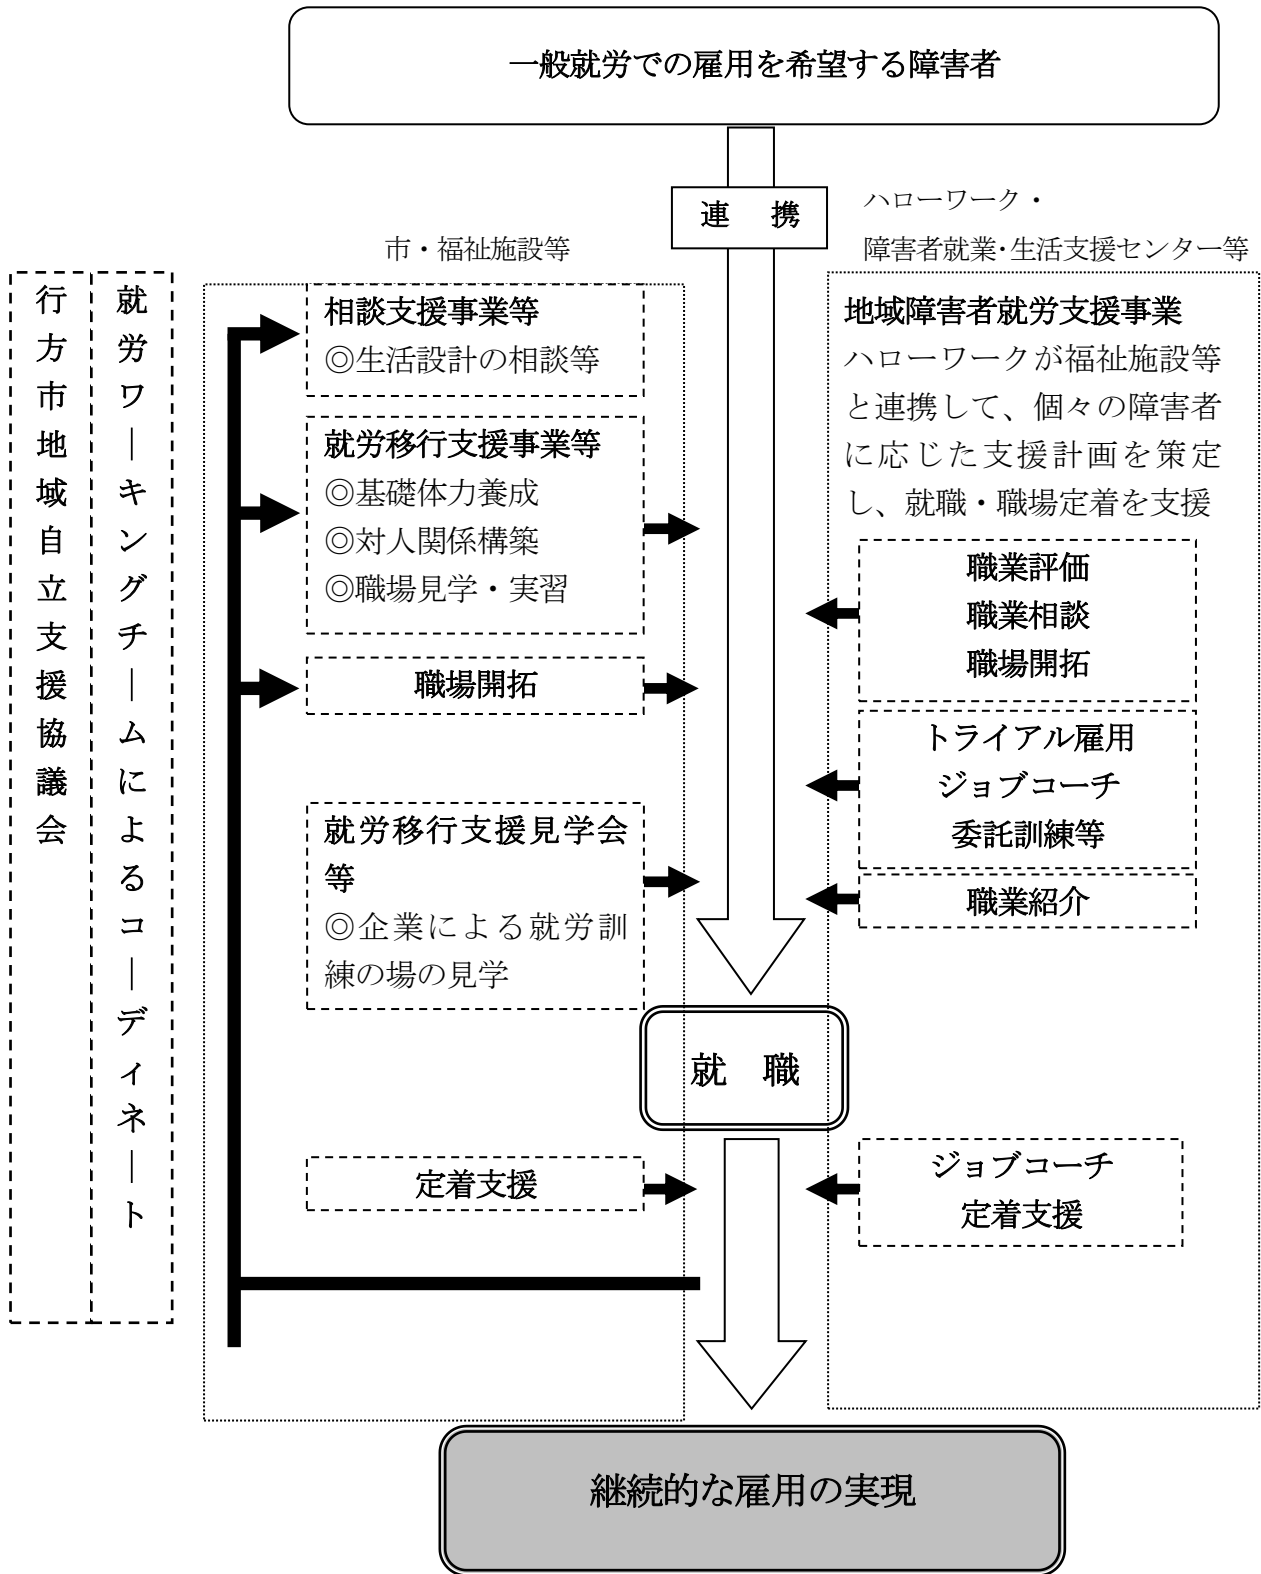 一般就労での雇用を希望する障害者
連　携
ハローワーク・
障害者就業・生活支援センター等
市・福祉施設等
行方市地域自立支援協議会
就労ワーキングチームによるコーディネート
相談支援事業等
◎生活設計の相談等
就労移行支援事業等
◎基礎体力養成
◎対人関係構築
◎職場見学・実習
職場開拓
就労移行支援見学会
等
◎企業による就労訓
練の場の見学
地域障害者就労支援事業
ハローワークが福祉施設等
と連携して、個々の障害者
に応じた支援計画を策定
し、就職・職場定着を支援
職業評価
職業相談
職場開拓
トライアル雇用
ジョブコーチ
委託訓練等
職業紹介
就　職
定着支援
ジョブコーチ
定着支援
継続的な雇用の実現